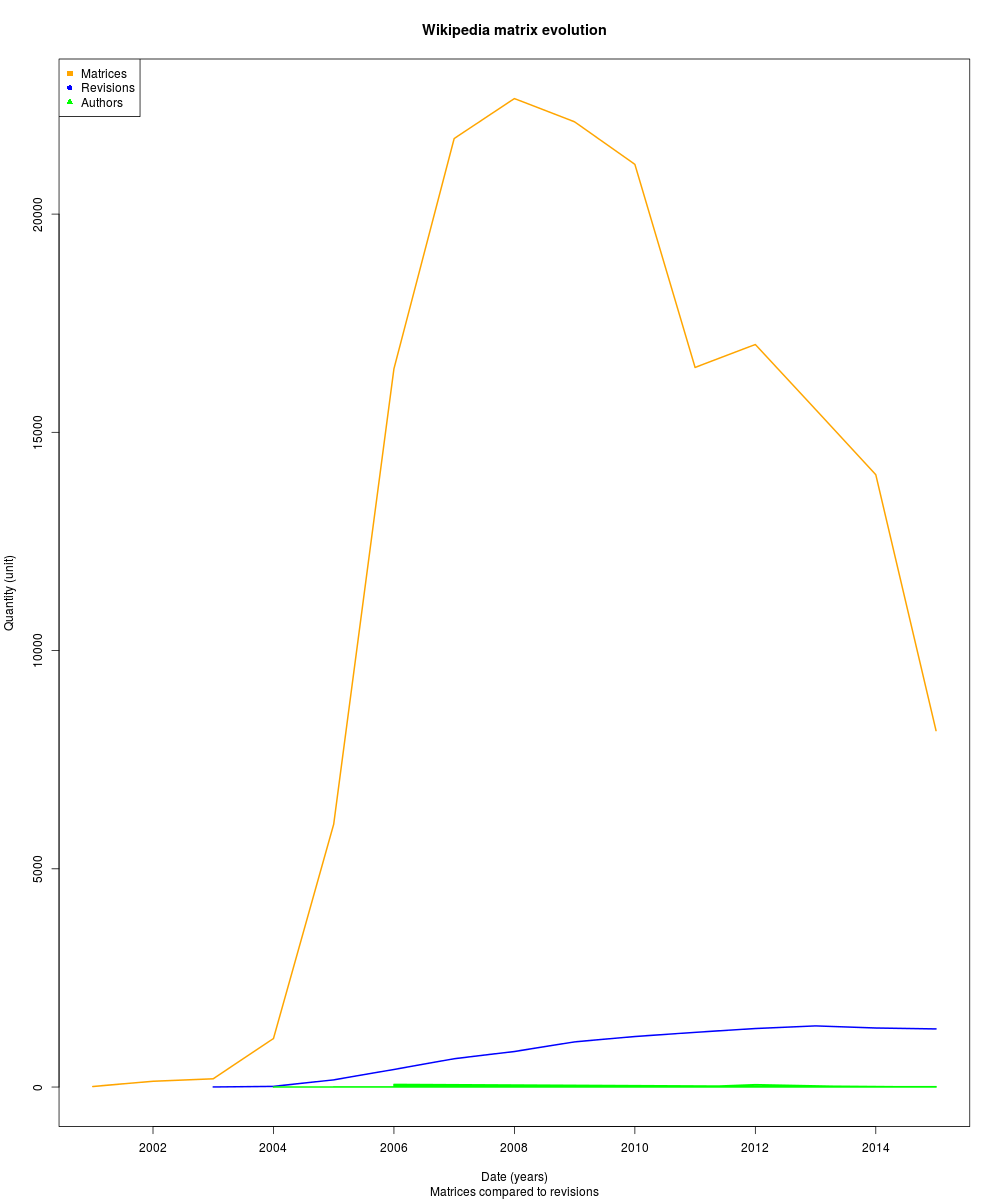 Wikipedia matrix evolution
Matrices
Revisions
Authors
20000
15000
10000
5000
0
Quantity (unit)
2002 2004 2006 2008 2010 2012 2014
Date (years)
Matrices compared to revisions